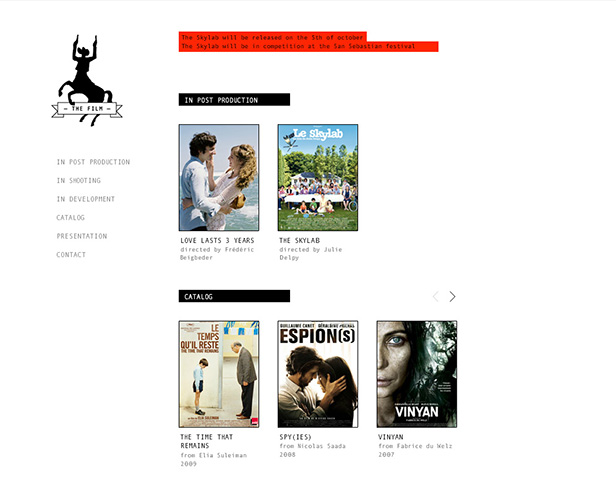 The Skylab will be released on the 5th of october
The Skylab will be in competition at the San Sebastian festival
— THE FILM —
IN POST PRODUCTION
IN SHOOTING
IN DEVELOPMENT
CATALOG
PRESENTATION
CONTACT
IN POST PRODUCTION
Le Skylab
LOVE LASTS 3 YEARS
directed by Frédéric
Beigbeder
THE SKYLAB
directed by Julie
Delpy
CATALOG
LE
TEMPS
QU'IL RESTE
THE TIME THAT REMAINS
GUILLAUME CANET
ESPION(S)
VINYAN
THE TIME THAT
REMAINS
from Elia Suleiman
2009
SPY(IES)
from Nicolas Saada
2008
VINYAN
from Fabrice du Welz
2007